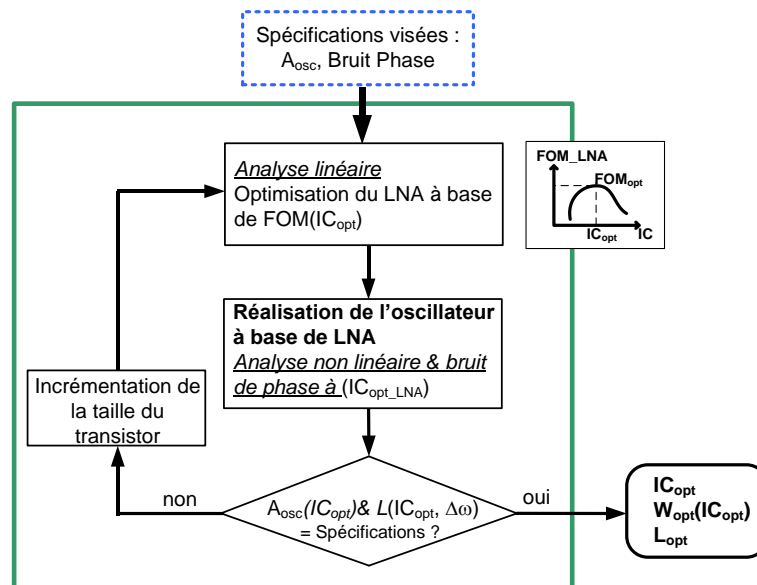 Spécifications visées :
Aosc, Bruit Phase
Analyse linéaire
Optimisation du LNA à base
de FOM(ICopt)
FOM_LNA
FOMopt
ICopt
IC
Réalisation de l'oscillateur
à base de LNA
Analyse non linéaire & bruit
de phase à (ICopt_LNA)
Incrémentation de
la taille du
transistor
non
Aosc(ICopt)& L(ICopt, Δω)
= Spécifications ?
oui
ICopt
Wopt(ICopt)
Lopt